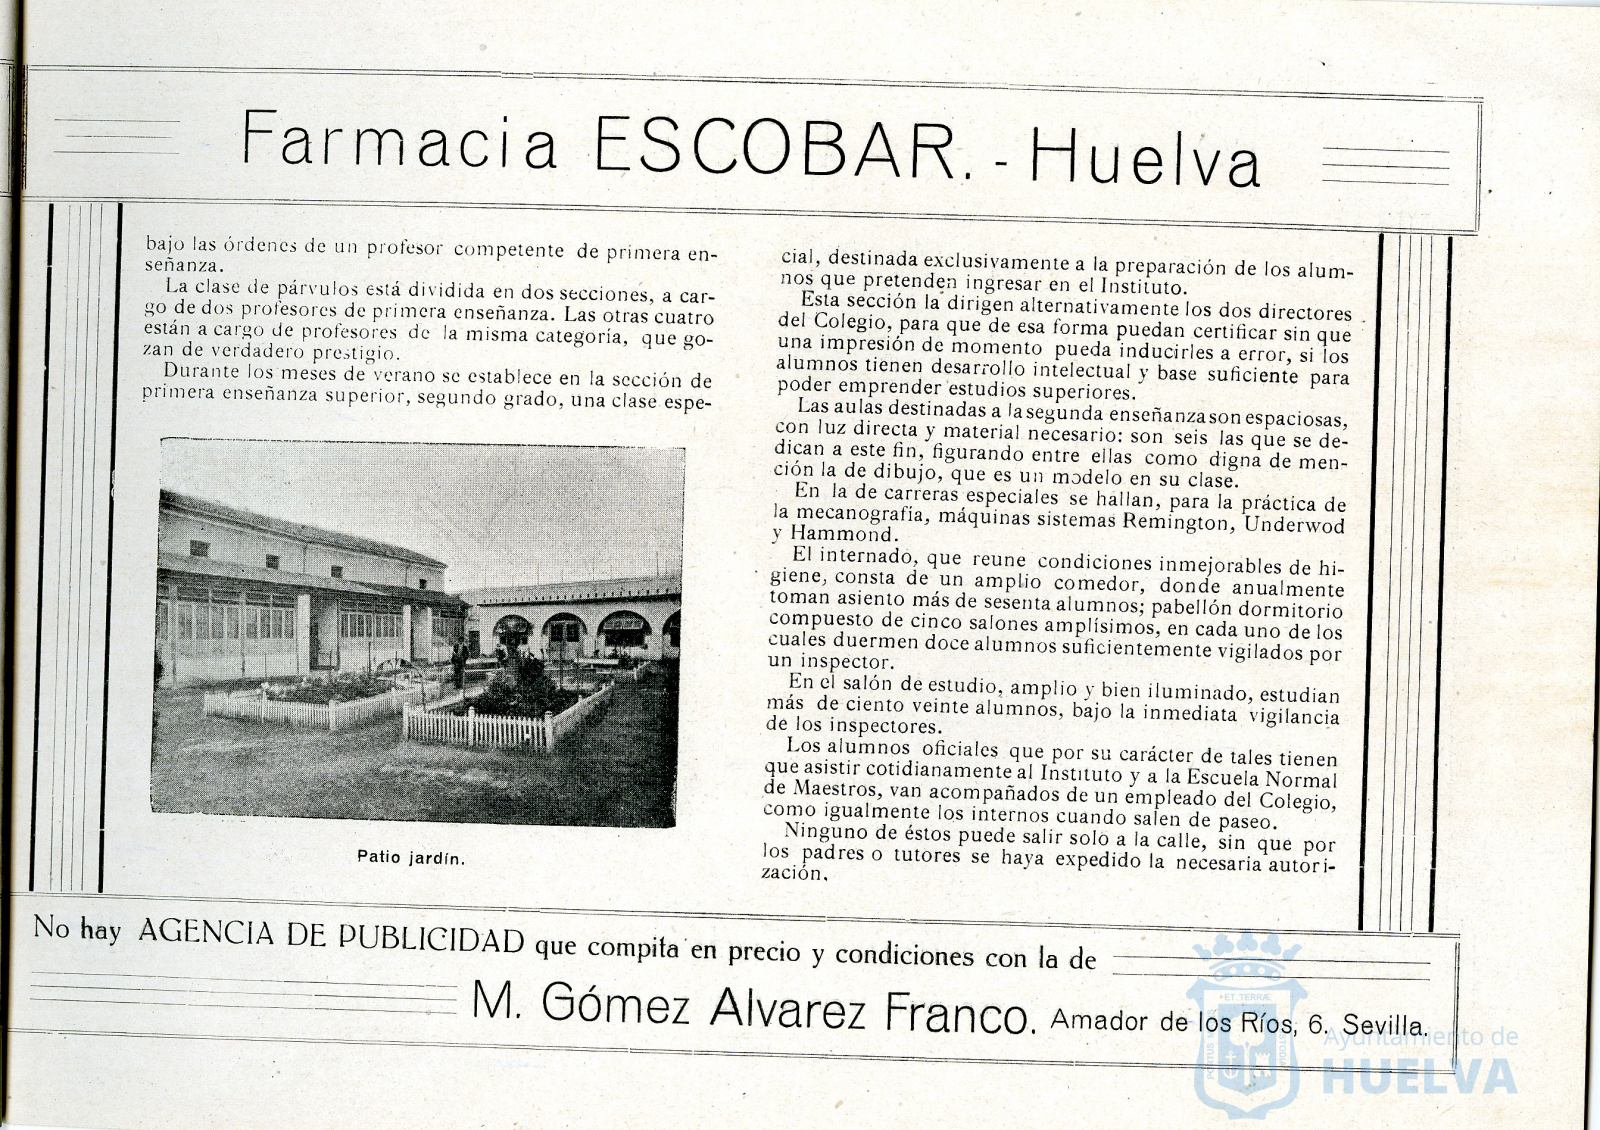 Farmacia ESCOBAR. - Huelva
bajo las órdenes de un profesor competente de primera en-
señanza.
La clase de párvulos está dividida en dos secciones, a car-
go de dos profesores de primera enseñanza. Las otras cuatro
están a cargo de profesores de la misma categoría, que go-
zan de verdadero prestigio.
Durante los meses de verano se establece en la sección de
primera enseñanza superior, segundo grado, una clase espe-
Patio jardín.
cial, destinada exclusivamente a la preparación de los alum-
nos que pretenden ingresar en el Instituto.
Esta sección la dirigen alternativamente los dos directores
del Colegio, para que de esa forma puedan certificar sin que
una impresión de momento pueda inducirles a error, si los
alumnos tienen desarrollo intelectual y base suficiente para
poder emprender estudios superiores.
Las aulas destinadas a la segunda enseñanza son espaciosas,
con luz directa y material necesario: son seis las que se de-
dican a este fin, figurando entre ellas como digna de men-
ción la de dibujo, que es un modelo en su clase.
En la de carreras especiales se hallan, para la práctica de
la mecanografía, máquinas sistemas Remington, Underwod
y Hammond.
El internado, que reune condiciones inmejorables de hi-
giene, consta de un amplio comedor, donde anualmente
toman asiento más de sesenta alumnos; pabellón dormitorio
compuesto de cinco salones amplísimos, en cada uno de los
cuales duermen doce alumnos suficientemente vigilados por
un inspector.
En el salón de estudio, amplio y bien iluminado, estudian
más de ciento veinte alumnos, bajo la inmediata vigilancia
de los inspectores.
Los alumnos oficiales que por su carácter de tales tienen
que asistir cotidianamente al Instituto y a la Escuela Normal
de Maestros, van acompañados de un empleado del Colegio,
como igualmente los internos cuando salen de paseo.
Ninguno de éstos puede salir solo a la calle, sin que por
los padres o tutores se haya expedido la necesaria autori-
zación.
No hay AGENCIA DE PUBLICIDAD que compita en precio y condiciones con la de
M. Gómez Alvarez Franco. Amador de los Ríos, 6. Sevilla.
ET TERRÆ
Ayuntamiento de
HUELVA